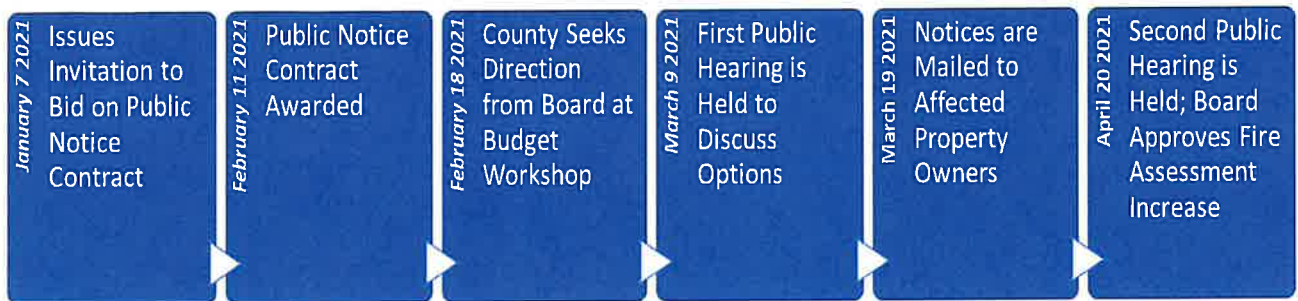 January 7 2021
Issues
Invitation to
Bid on Public
Notice
Contract
February 11 2021
Public Notice
Contract
Awarded
February 18 2021
County Seeks
Direction
from Board at
Budget
Workshop
March 9 2021
First Public
Hearing is
Held to
Discuss
Options
March 19 2021
Notices are
Mailed to
Affected
Property
Owners
April 20 2021
Second Public
Hearing is
Held; Board
Approves Fire
Assessment
Increase